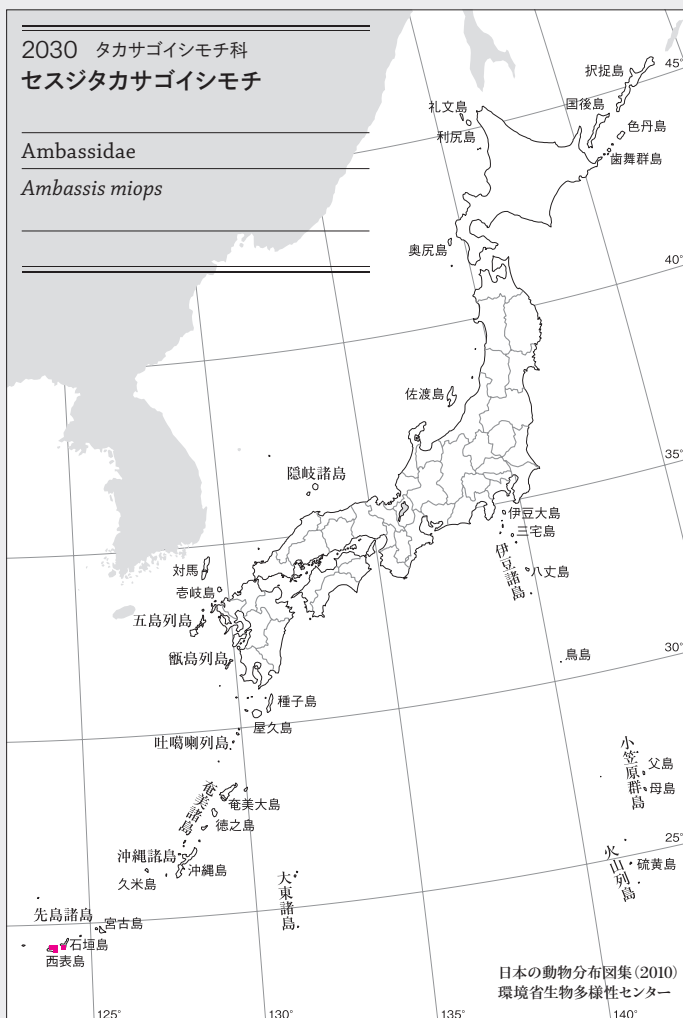 2030 タカサゴイシモチ科
セスジタカサゴイシモチ
Ambassidae
Ambassis miops
択捉島
45°
国後島
礼文島
色丹島
利尻島
歯舞群島
奥尻島
40°
佐渡島
35°
隠岐諸島
伊豆大島
三宅島
伊豆諸島
八丈島
対馬
壱岐島
五島列島
甑島列島
鳥島
30°
種子島
屋久島
吐噶喇列島
小笠原群島
父島
母島
奄美諸島
奄美大島
徳之島
沖縄諸島
沖縄島
久米島
25°
火山列島
硫黄島
大東諸島
先島諸島
宮古島
石垣島
西表島
日本の動物分布図集(2010)
環境省生物多様性センター
125°
130°
135°
140°